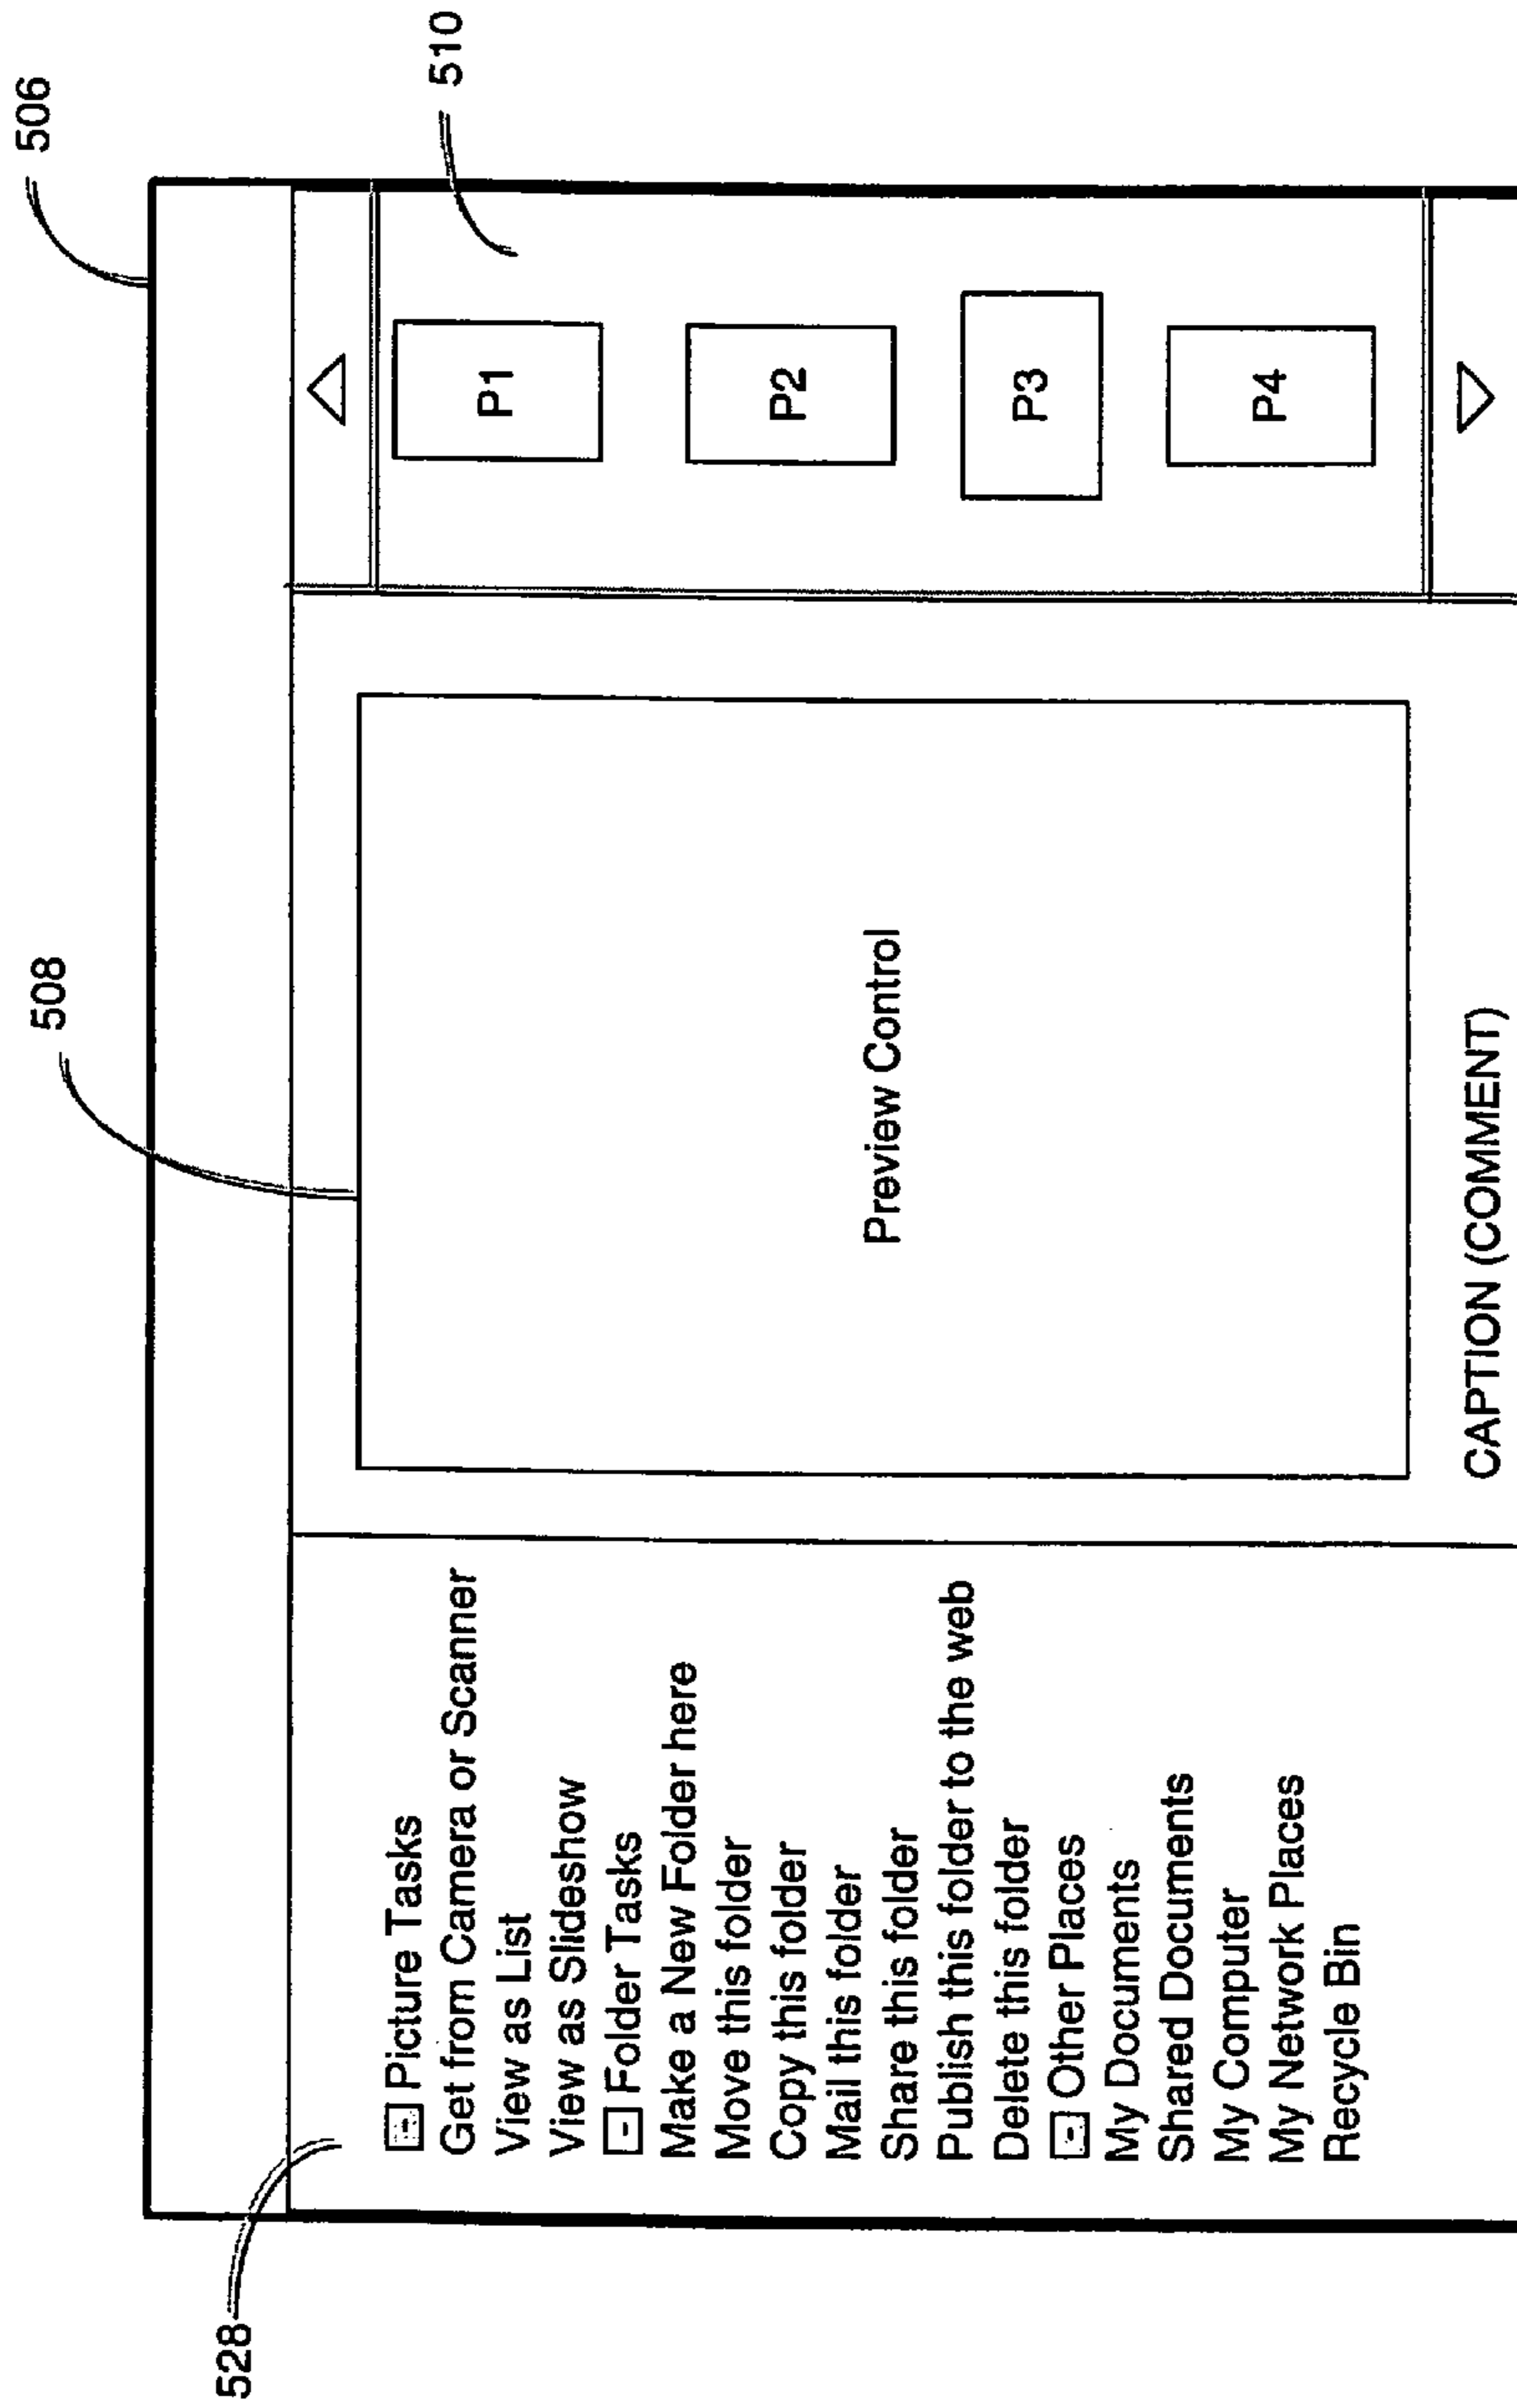 506
508
510
528
Picture Tasks
Get from Camera or Scanner
View as List
View as Slideshow
Folder Tasks
Make a New Folder here
Move this folder
Copy this folder
Mail this folder
Share this folder
Publish this folder to the web
Delete this folder
Other Places
My Documents
Shared Documents
My Computer
My Network Places
Recycle Bin
Preview Control
CAPTION (COMMENT)
P1
P2
P3
P4